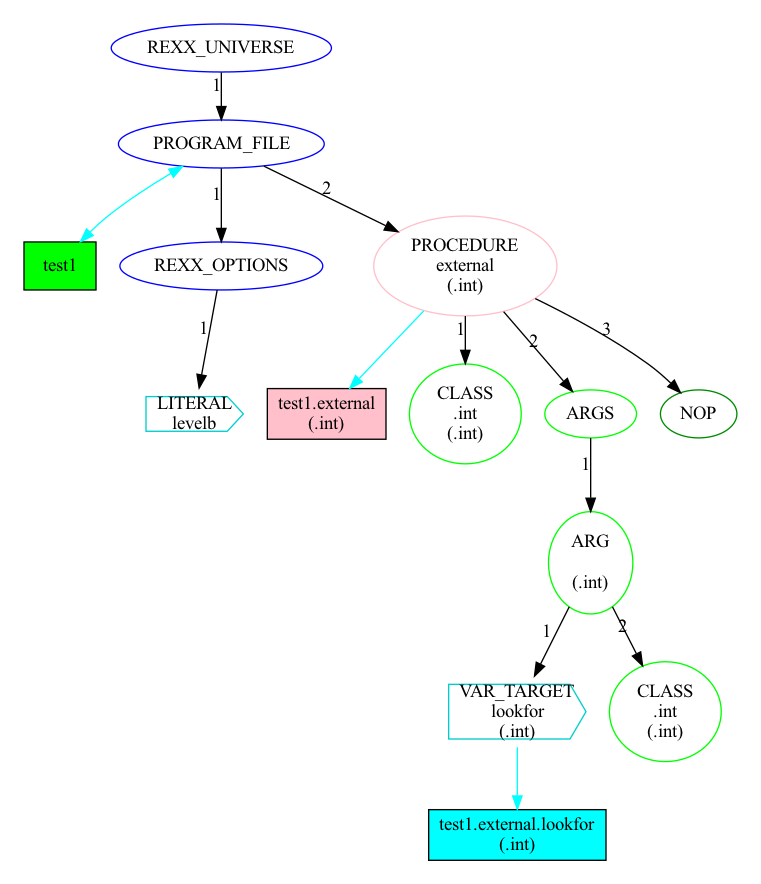 REXX_UNIVERSE
1
PROGRAM_FILE
1
2
test1
REXX_OPTIONS
PROCEDURE
external
(.int)
1
1
2
3
LITERAL
levelb
test1.external
(.int)
CLASS
.int
(.int)
ARGS
NOP
1
ARG
(.int)
1
2
VAR_TARGET
lookfor
(.int)
CLASS
.int
(.int)
test1.external.lookfor
(.int)